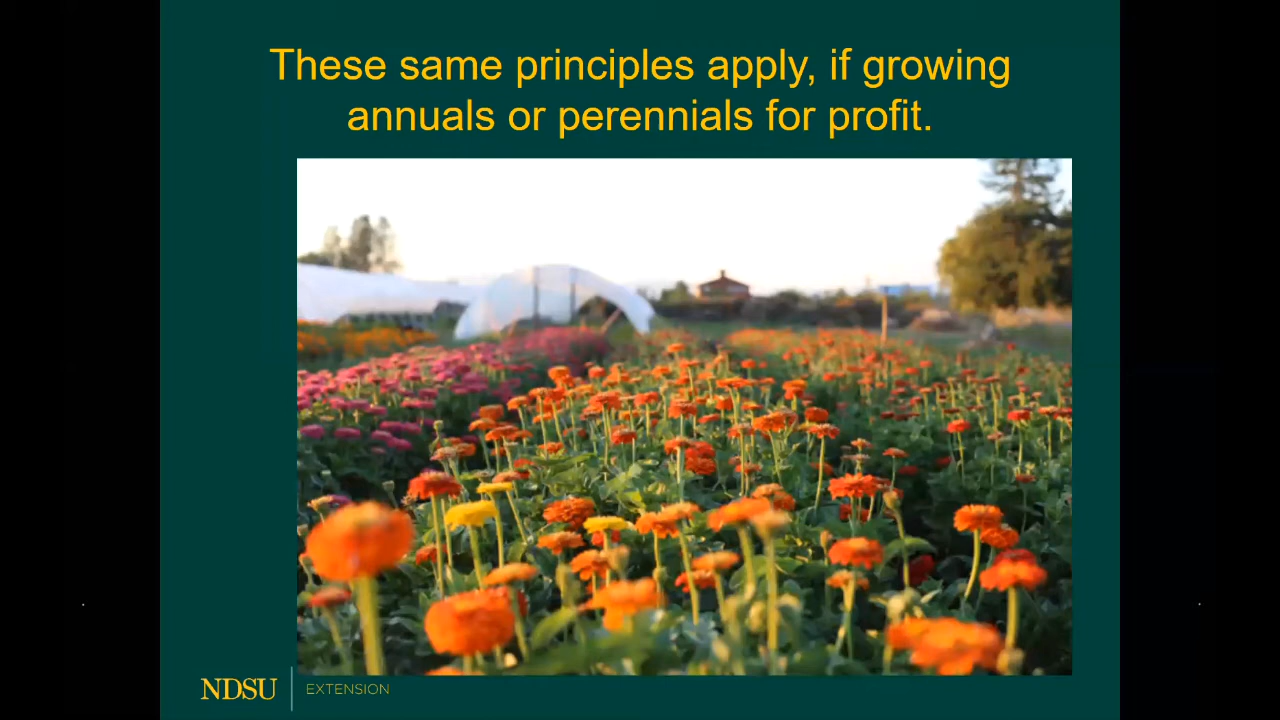 These same principles apply, if growing
annuals or perennials for profit.
NDSU EXTENSION